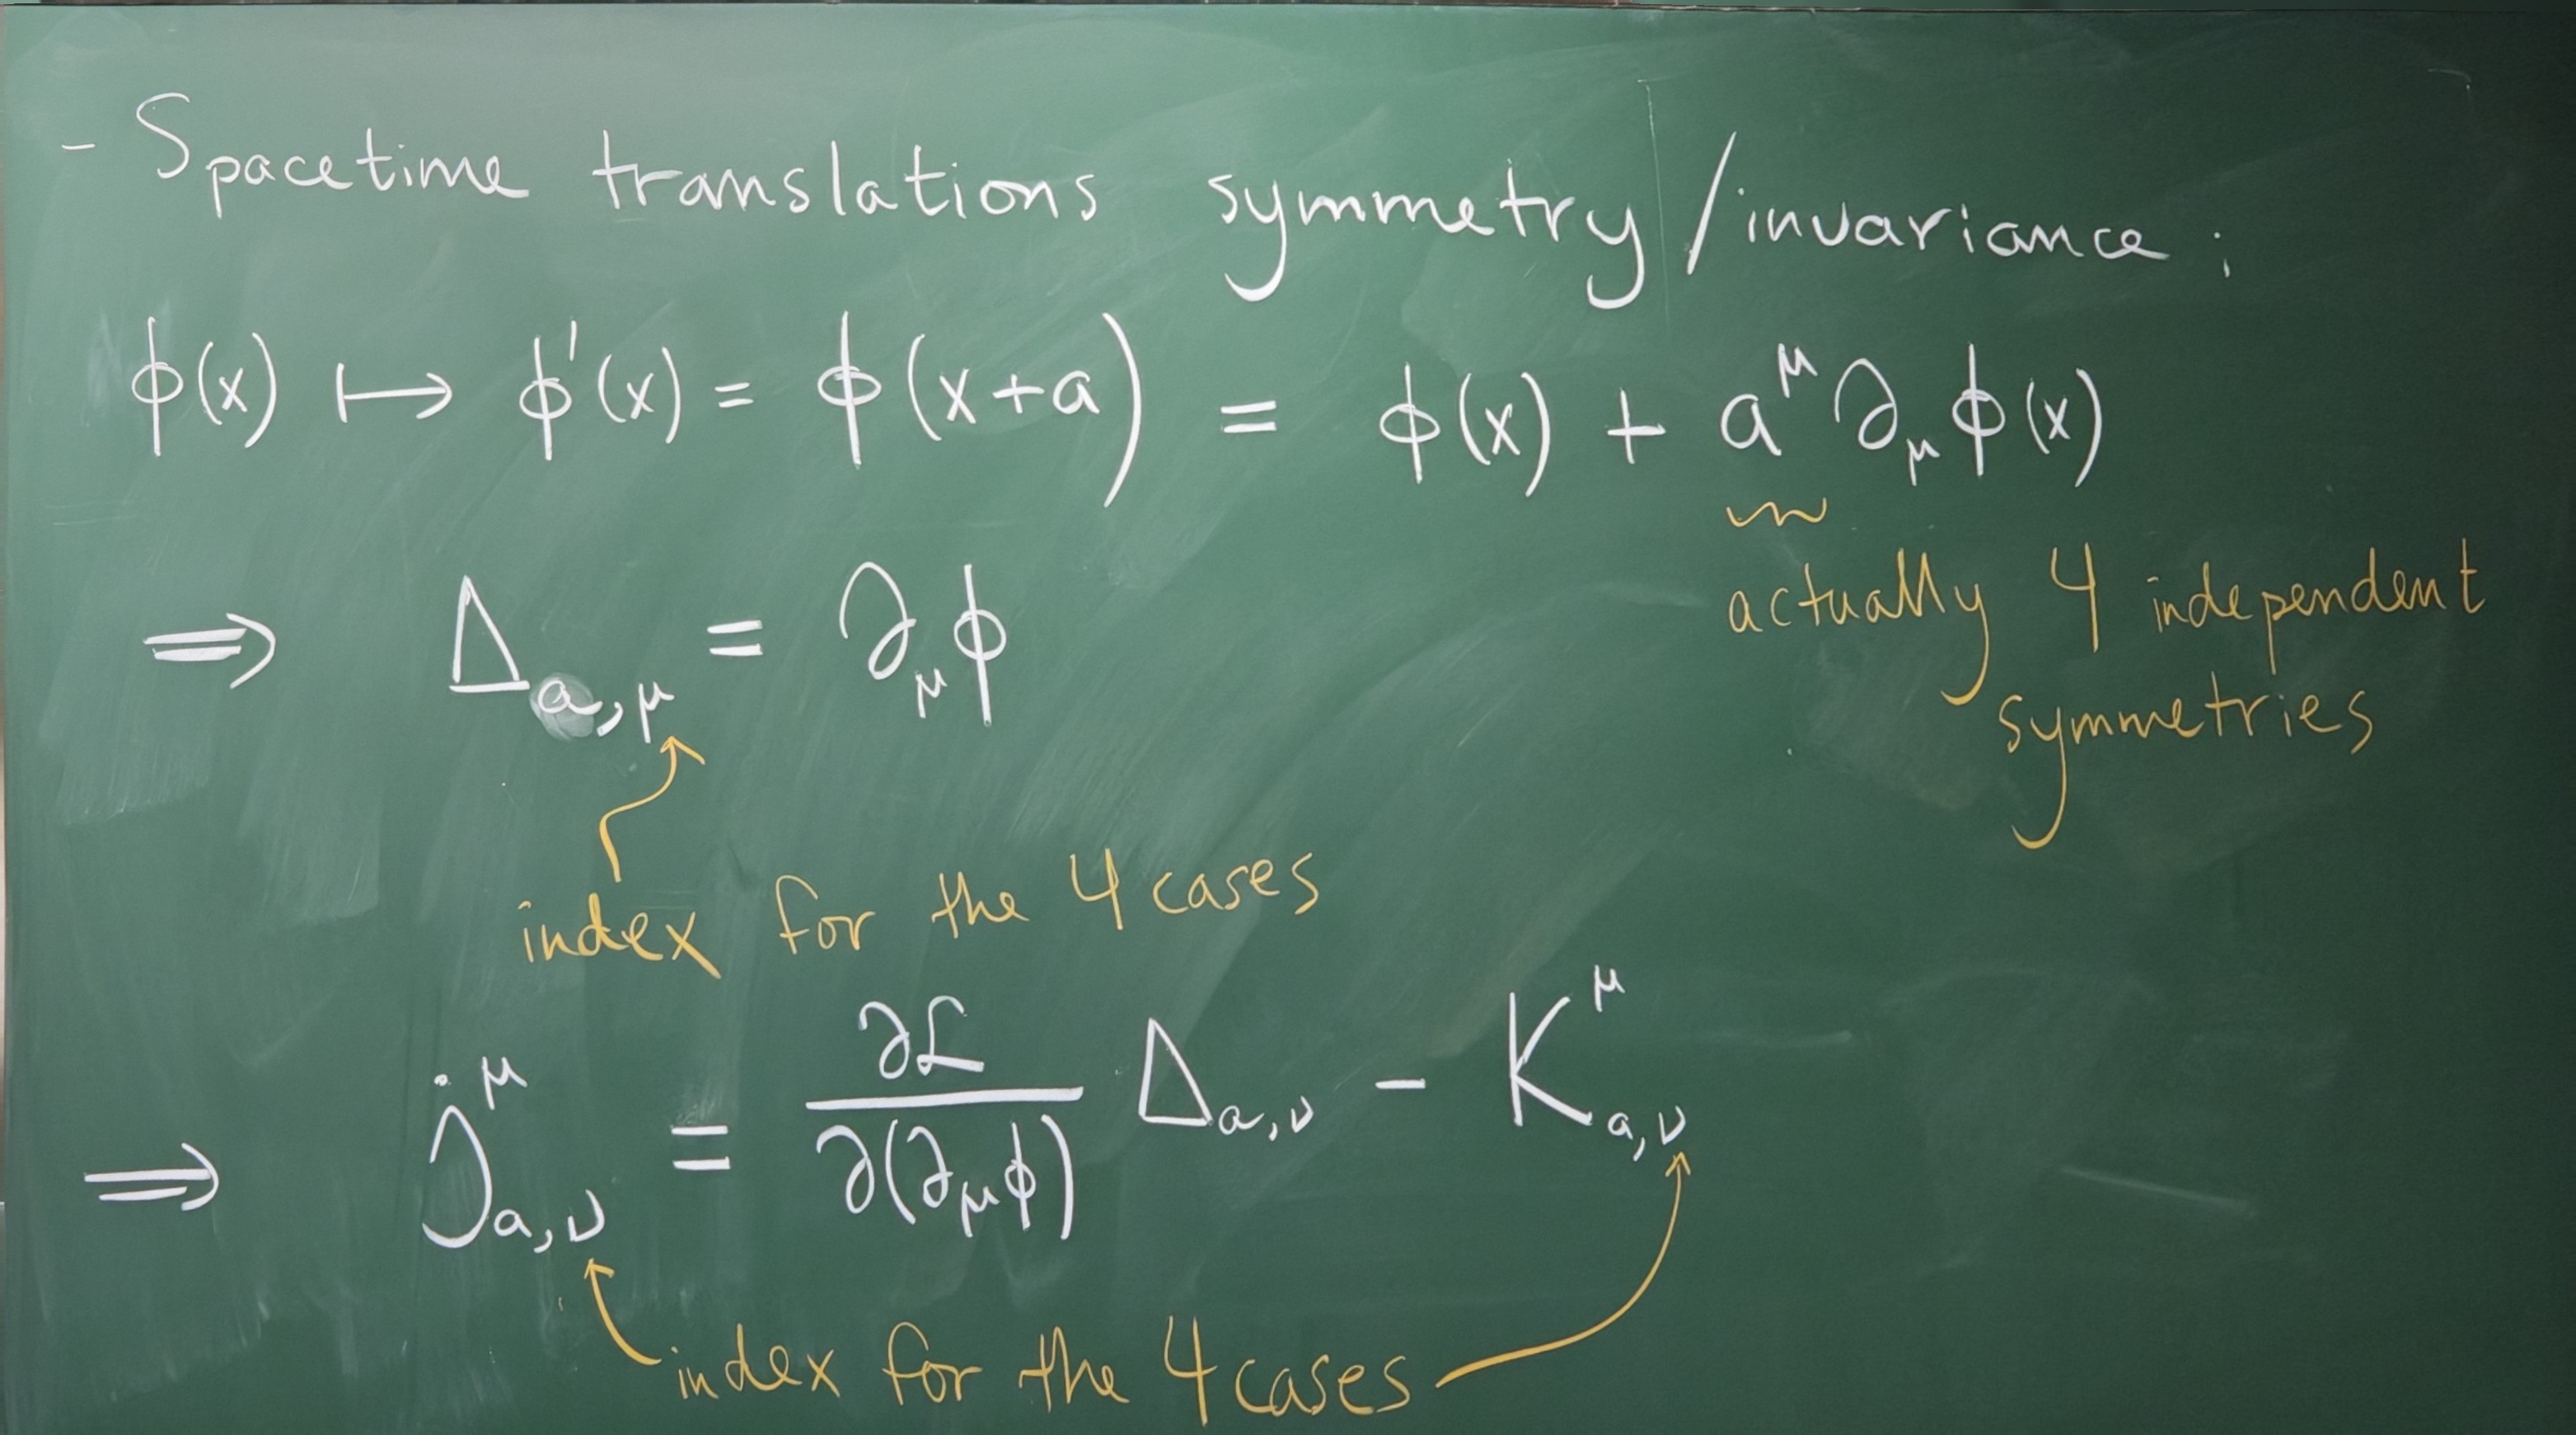 - Spacetime translations symmetry/invariance:
ϕ(x) ↦ ϕ'(x) = ϕ(x+a) = ϕ(x) + a^μ ∂_μ ϕ(x)
actually 4 independent
symmetries
⟹ Δ_{a,μ} = ∂_μ ϕ
index for the 4 cases
⟹ j^μ_{a,ν} = ∂ℒ/∂(∂_μ ϕ) Δ_{a,ν} - K^μ_{a,ν}
index for the 4 cases